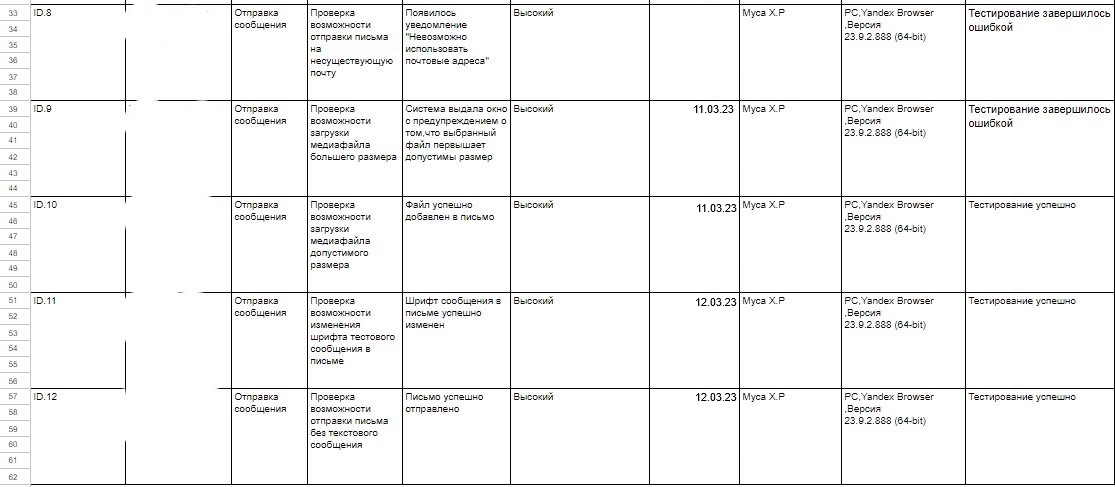 33 ID.8 Отправка Проверка Появилось Высокий Муса Х.Р PC,Yandex Browser Тестирование завершилось
34 сообщения возможности уведомление ,Версия ошибкой
35 отправки письма "Невозможно 23.9.2.888 (64-bit)
36 на использовать
37 несуществующую почтовые адреса"
38 почту
39 ID.9 Отправка Проверка Система выдала окно Высокий 11.03.23 Муса Х.Р PC,Yandex Browser Тестирование завершилось
40 сообщения возможности с предупреждением о ,Версия ошибкой
41 загрузки том,что выбранный 23.9.2.888 (64-bit)
42 медиафайла файл первышает
43 большего размера допустимы размер
44
45 ID.10 Отправка Проверка Файл успешно Высокий 11.03.23 Муса Х.Р PC,Yandex Browser Тестирование успешно
46 сообщения возможности добавлен в письмо ,Версия
47 загрузки 23.9.2.888 (64-bit)
48 медиафайла
49 допустимого
50 размера
51 ID.11 Отправка Проверка Шрифт сообщения в Высокий 12.03.23 Муса Х.Р PC,Yandex Browser Тестирование успешно
52 сообщения возможности письме успешно ,Версия
53 изменения изменен 23.9.2.888 (64-bit)
54 шрифта тестового
55 сообщения в
56 письме
57 ID.12 Отправка Проверка Письмо успешно Высокий 12.03.23 Муса Х.Р PC,Yandex Browser Тестирование успешно
58 сообщения возможности отправлено ,Версия
59 отправки письма 23.9.2.888 (64-bit)
60 без текстового
61 сообщения
62